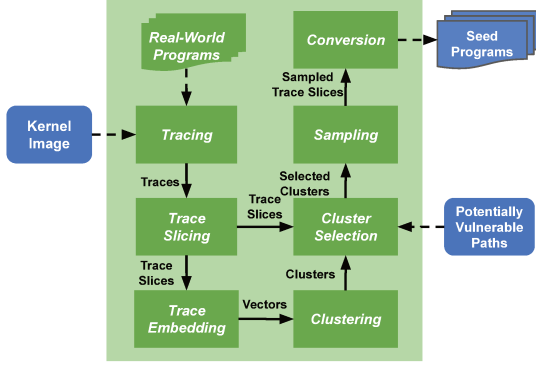 Real-World
Programs
Conversion
Seed
Programs
Sampled
Trace Slices
Kernel
Image
Tracing
Sampling
Traces
Selected
Clusters
Trace
Slices
Trace
Slicing
Cluster
Selection
Potentially
Vulnerable
Paths
Trace
Slices
Clusters
Trace
Embedding
Vectors
Clustering